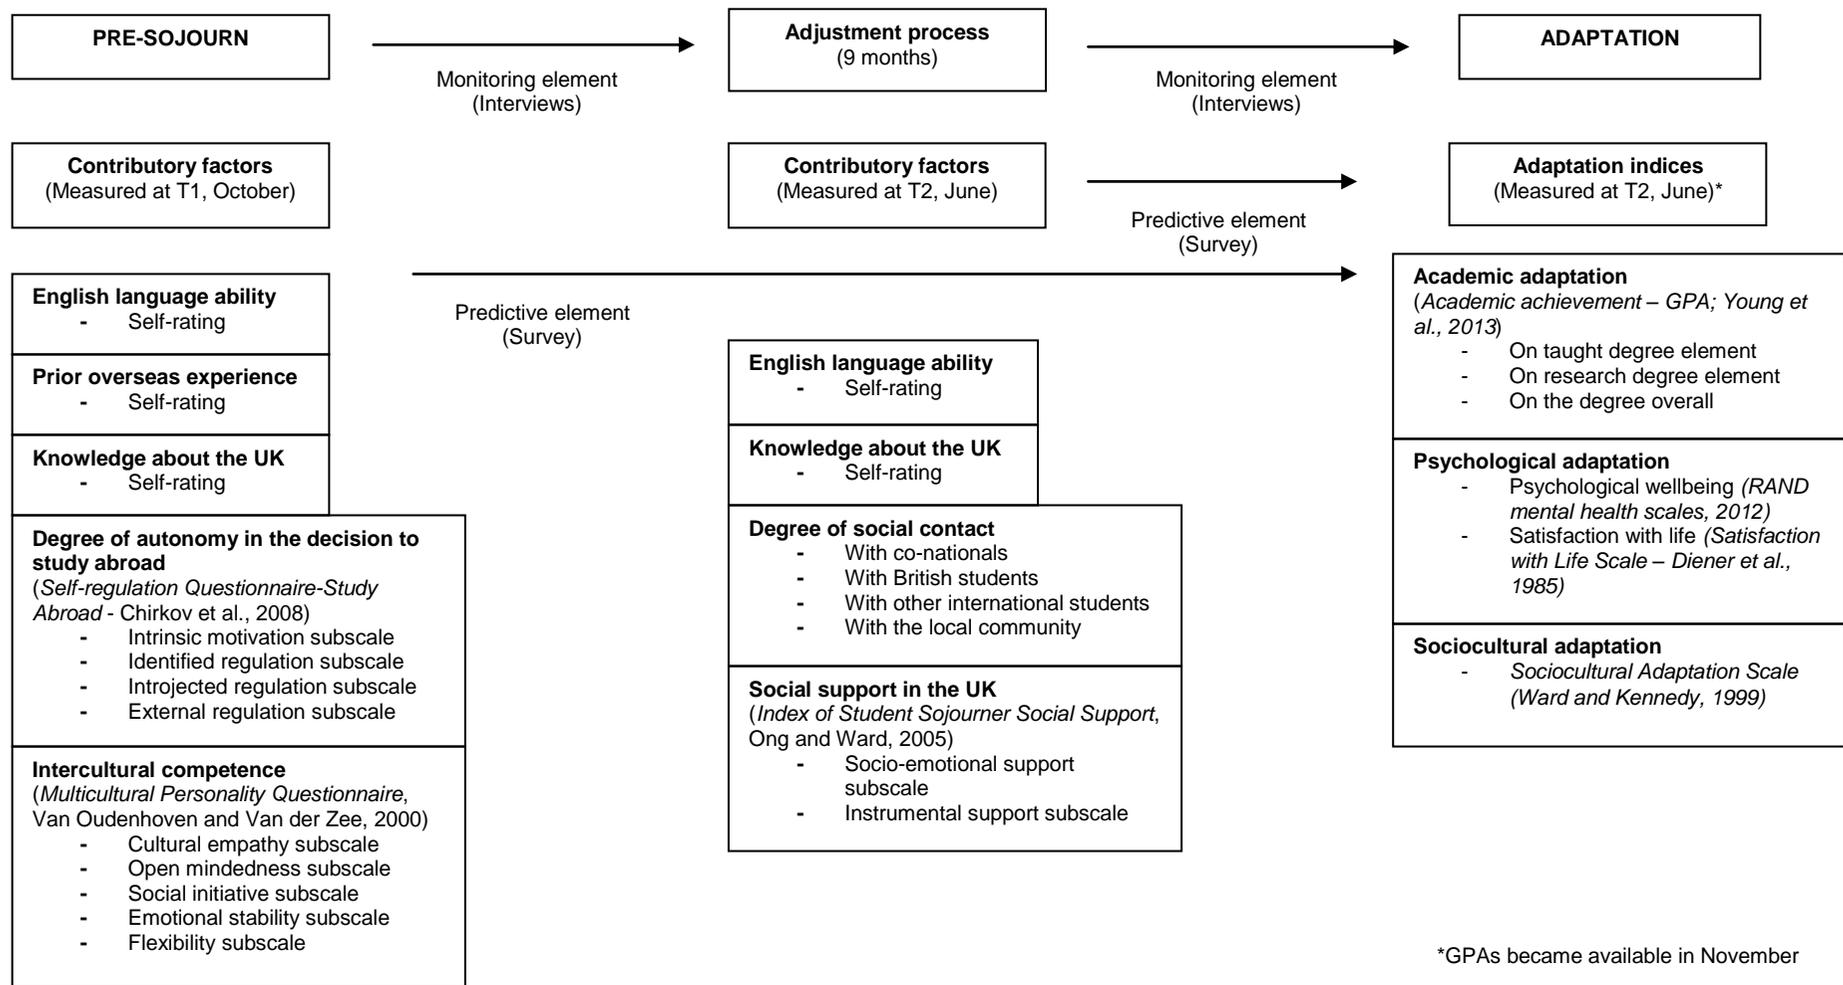 PRE-SOJOURN
Monitoring element
(Interviews)
Adjustment process
(9 months)
Monitoring element
(Interviews)
ADAPTATION
Contributory factors
(Measured at T1, October)
Contributory factors
(Measured at T2, June)
Predictive element
(Survey)
Adaptation indices
(Measured at T2, June)*
Predictive element
(Survey)
English language ability
- Self-rating
Prior overseas experience
- Self-rating
Knowledge about the UK
- Self-rating
Degree of autonomy in the decision to
study abroad
(Self-regulation Questionnaire-Study
Abroad - Chirkov et al., 2008)
- Intrinsic motivation subscale
- Identified regulation subscale
- Introjected regulation subscale
- External regulation subscale
Intercultural competence
(Multicultural Personality Questionnaire,
Van Oudenhoven and Van der Zee, 2000)
- Cultural empathy subscale
- Open mindedness subscale
- Social initiative subscale
- Emotional stability subscale
- Flexibility subscale
English language ability
- Self-rating
Knowledge about the UK
- Self-rating
Degree of social contact
- With co-nationals
- With British students
- With other international students
- With the local community
Social support in the UK
(Index of Student Sojourner Social Support,
Ong and Ward, 2005)
- Socio-emotional support
subscale
- Instrumental support subscale
Academic adaptation
(Academic achievement – GPA; Young et
al., 2013)
- On taught degree element
- On research degree element
- On the degree overall
Psychological adaptation
- Psychological wellbeing (RAND
mental health scales, 2012)
- Satisfaction with life (Satisfaction
with Life Scale – Diener et al.,
1985)
Sociocultural adaptation
- Sociocultural Adaptation Scale
(Ward and Kennedy, 1999)
*GPAs became available in November